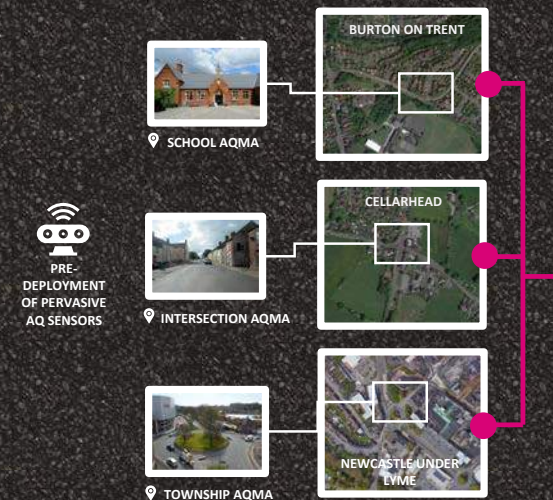 BURTON ON TRENT
SCHOOL AQMA
CELLARHEAD
PRE-
DEPLOYMENT
OF PERVASIVE
AQ SENSORS
INTERSECTION AQMA
NEWCASTLE UNDER
LYME
TOWNSHIP AQMA